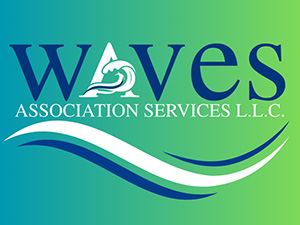 WAVES
ASSOCIATION SERVICES L.L.C.